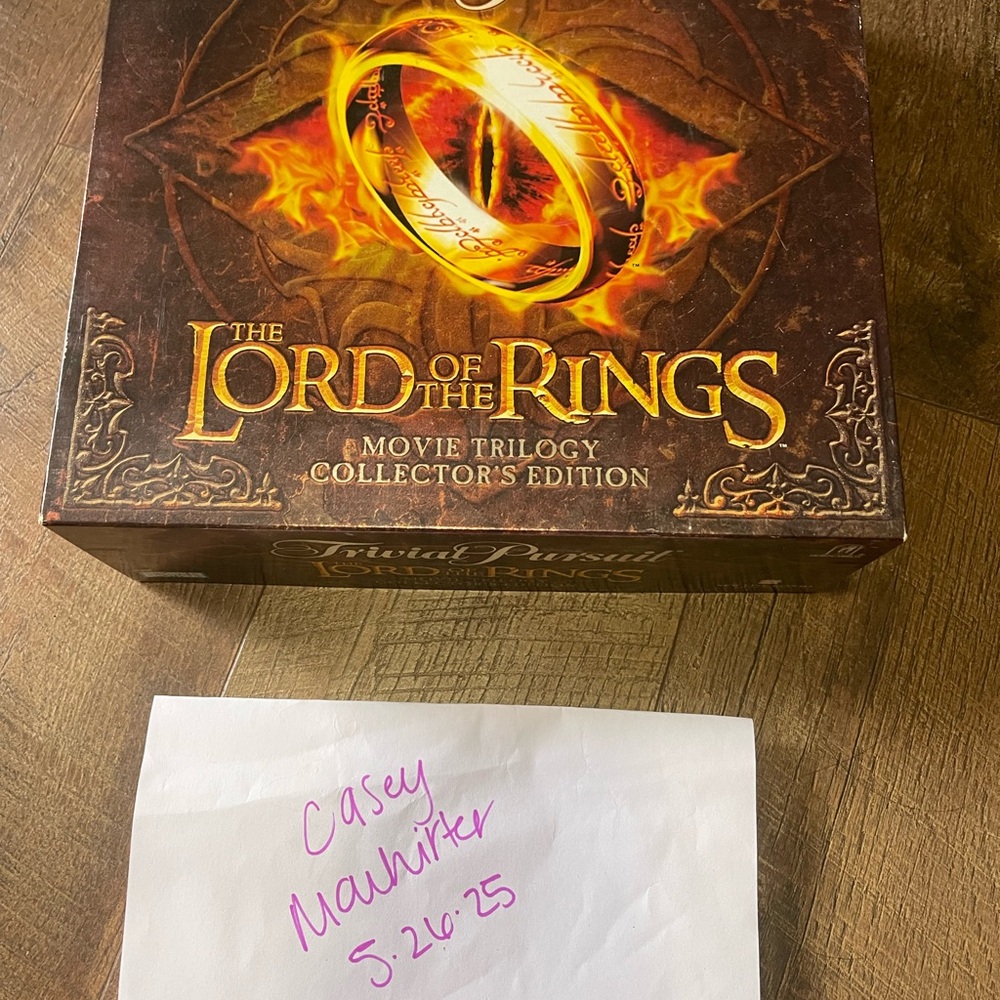 THE LORD OF THE RINGS
MOVIE TRILOGY
COLLECTOR'S EDITION
Trivial Pursuit
THE LORD OF THE RINGS
Casey
5.26.25